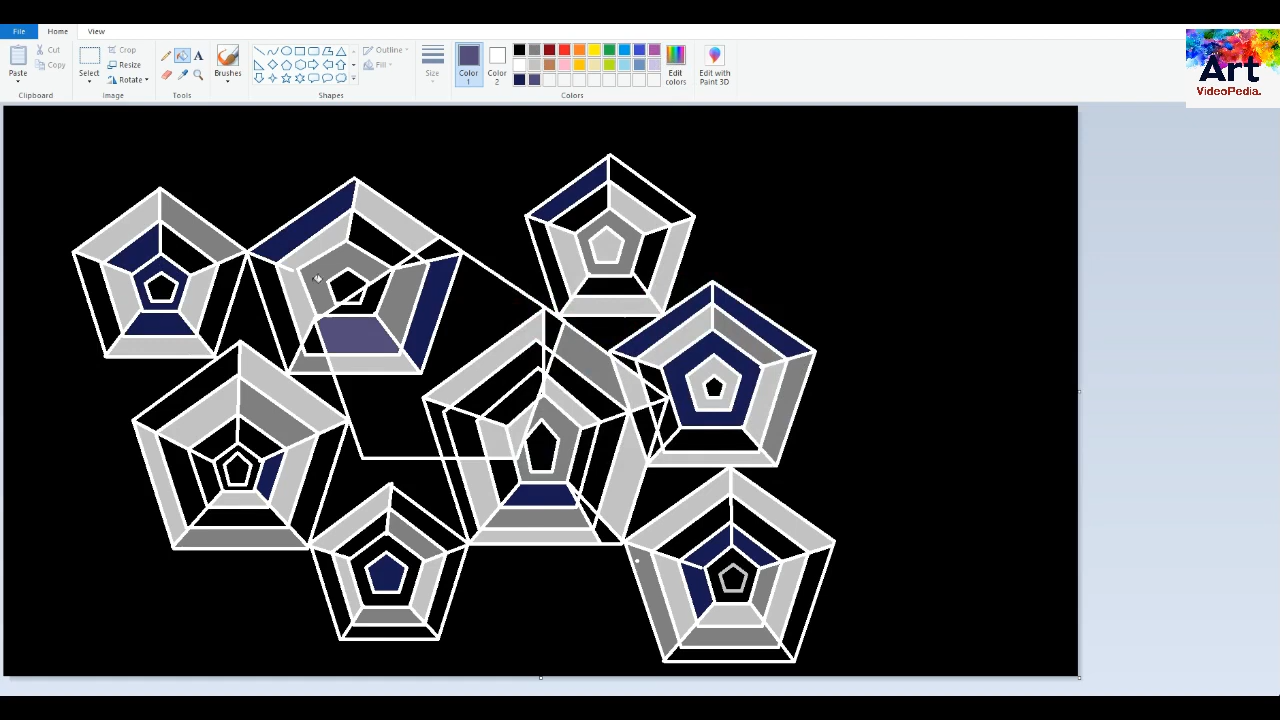 File Home View
Cut
Copy
Paste
Clipboard
Select
Crop
Resize
Rotate
Image
A
Tools
Brushes
Shapes
Outline
Fill
Size
Color 1
Color 2
Edit colors
Colors
Edit with Paint 3D
Art
VideoPedia.